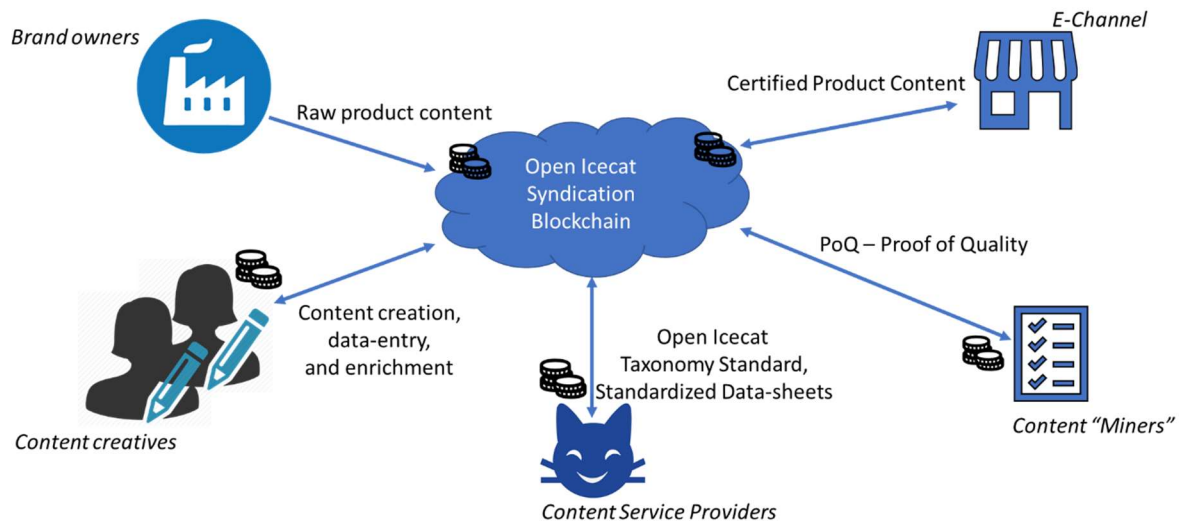 Brand owners
E-Channel
Raw product content
Certified Product Content
Open Icecat
Syndication
Blockchain
PoQ – Proof of Quality
Content creation,
data-entry,
and enrichment
Open Icecat
Taxonomy Standard,
Standardized Data-sheets
Content creatives
Content “Miners”
Content Service Providers